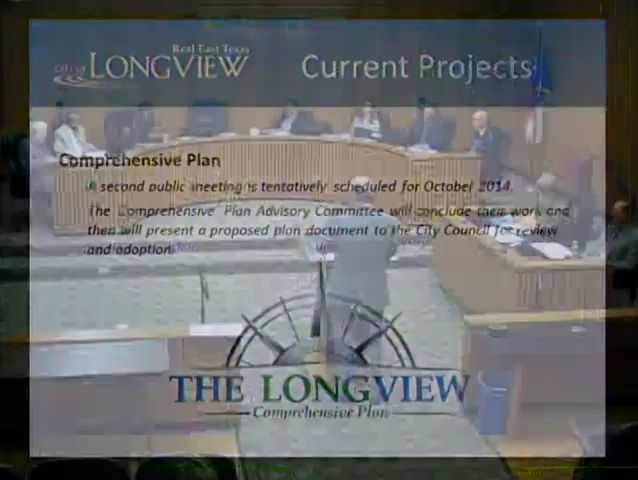 Real East Texas
City of LONGVIEW
Current Projects
Comprehensive Plan
A second public meeting is tentatively scheduled for October 2014.
The Comprehensive Plan Advisory Committee will conclude their work and
then will present a proposed plan document to the City Council for review
and adoption.
THE LONGVIEW
Comprehensive Plan